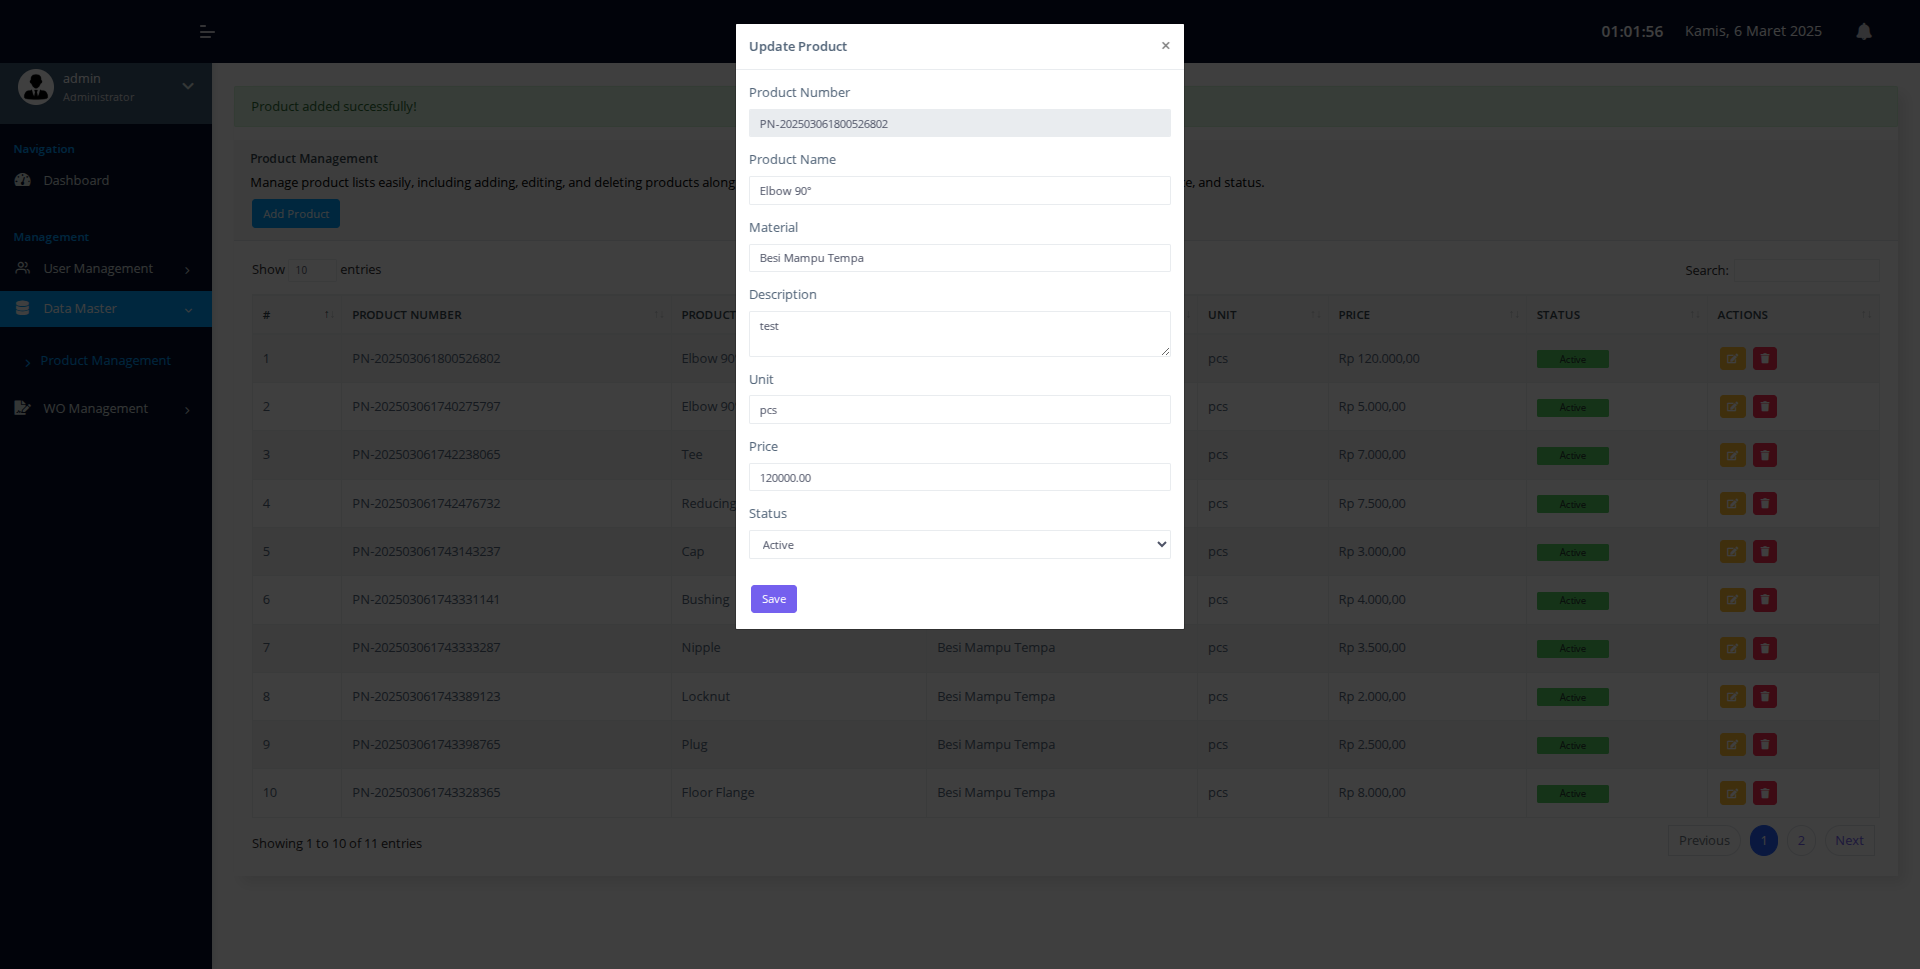 01:01:56 Kamis, 6 Maret 2025
admin
Administrator
Navigation
Dashboard
Management
User Management
Data Master
Product Management
WO Management
Product added successfully!
Product Management
Manage product lists easily, including adding, editing, and deleting products along
e, and status.
Add Product
Show 10 entries
Search:
# PRODUCT NUMBER PRODUCT UNIT PRICE STATUS ACTIONS
1 PN-202503061800526802 Elbow 90 pcs Rp 120.000,00 Active
2 PN-202503061740275797 Elbow 90 pcs Rp 5.000,00 Active
3 PN-202503061742238065 Tee pcs Rp 7.000,00 Active
4 PN-202503061742476732 Reducing pcs Rp 7.500,00 Active
5 PN-202503061743143237 Cap pcs Rp 3.000,00 Active
6 PN-202503061743331141 Bushing pcs Rp 4.000,00 Active
7 PN-202503061743333287 Nipple Besi Mampu Tempa pcs Rp 3.500,00 Active
8 PN-202503061743389123 Locknut Besi Mampu Tempa pcs Rp 2.000,00 Active
9 PN-202503061743398765 Plug Besi Mampu Tempa pcs Rp 2.500,00 Active
10 PN-202503061743328365 Floor Flange Besi Mampu Tempa pcs Rp 8.000,00 Active
Showing 1 to 10 of 11 entries
Previous 1 2 Next
Update Product ×
Product Number
PN-202503061800526802
Product Name
Elbow 90°
Material
Besi Mampu Tempa
Description
test
Unit
pcs
Price
120000.00
Status
Active
Save